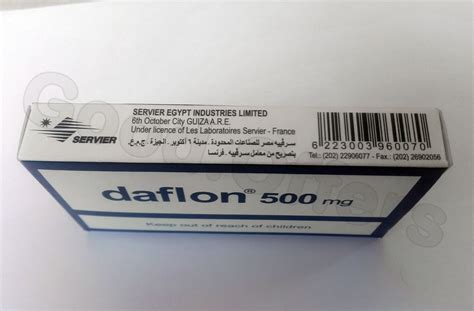 SERVIER
SERVIER EGYPT INDUSTRIES LIMITED
6th October City GUIZA A.R.E.
Under licence of Les Laboratoires Servier - France
سرفييه مصر للصناعات المحدودة. مدينة ٦ أكتوبر. الجيزة. ج.م.ع
بتصريح من معامل سرفييه. فرنسا
6 223003 960070
Tel.: (202) 22906077 - Fax.: (202) 26902056
daflon® 500 mg
Keep out of reach of children